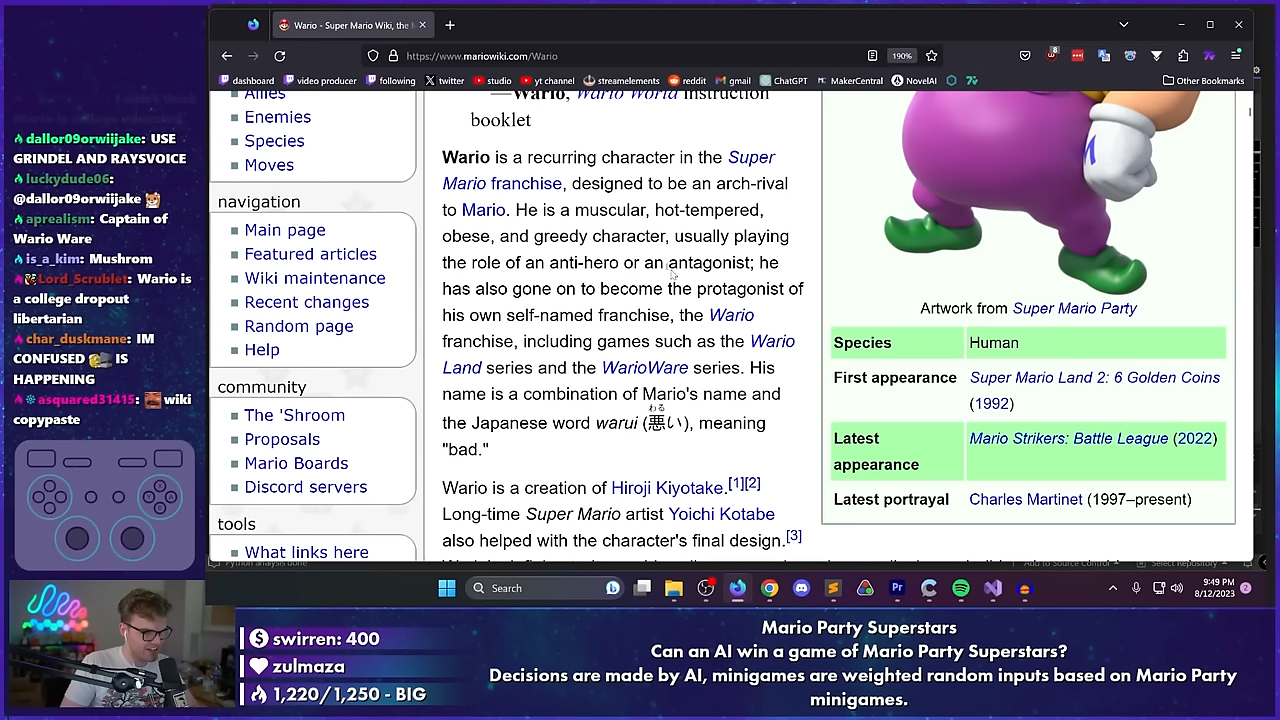 Wario - Super Mario Wiki, the
https://www.mariowiki.com/Wario
190%
8
dashboard video producer following twitter studio yt channel streamelements reddit gmail ChatGPT MakerCentral NovelAI Other Bookmarks
dallor09orwiijake: USE
GRINDEL AND RAYSVOICE
luckydude06:
@dallor09orwiijake
aprealism: Captain of
Wario Ware
is_a_kim: Mushrom
Lord_Scrublet: Wario is
a college dropout
libertarian
char_duskmane: IM
CONFUSED IS
HAPPENING
asquared31415: wiki
copypaste
Allies
Enemies
Species
Moves
navigation
Main page
Featured articles
Wiki maintenance
Recent changes
Random page
Help
community
The 'Shroom
Proposals
Mario Boards
Discord servers
tools
What links here
—Wario, Wario World instruction
booklet
Wario is a recurring character in the Super
Mario franchise, designed to be an arch-rival
to Mario. He is a muscular, hot-tempered,
obese, and greedy character, usually playing
the role of an anti-hero or an antagonist; he
has also gone on to become the protagonist of
his own self-named franchise, the Wario
franchise, including games such as the Wario
Land series and the WarioWare series. His
name is a combination of Mario's name and
the Japanese word warui (悪い), meaning
わる
"bad."
Wario is a creation of Hiroji Kiyotake.[1][2]
Long-time Super Mario artist Yoichi Kotabe
also helped with the character's final design.[3]
Artwork from Super Mario Party
Species Human
First appearance Super Mario Land 2: 6 Golden Coins
(1992)
Latest Mario Strikers: Battle League (2022)
appearance
Latest portrayal Charles Martinet (1997–present)
Python analysis done
Add to Source Control
Select Repository
Search
9:49 PM
8/12/2023
2
swirren: 400
zulmaza
1,220/1,250 - BIG
Mario Party Superstars
Can an AI win a game of Mario Party Superstars?
Decisions are made by AI, minigames are weighted random inputs based on Mario Party
minigames.